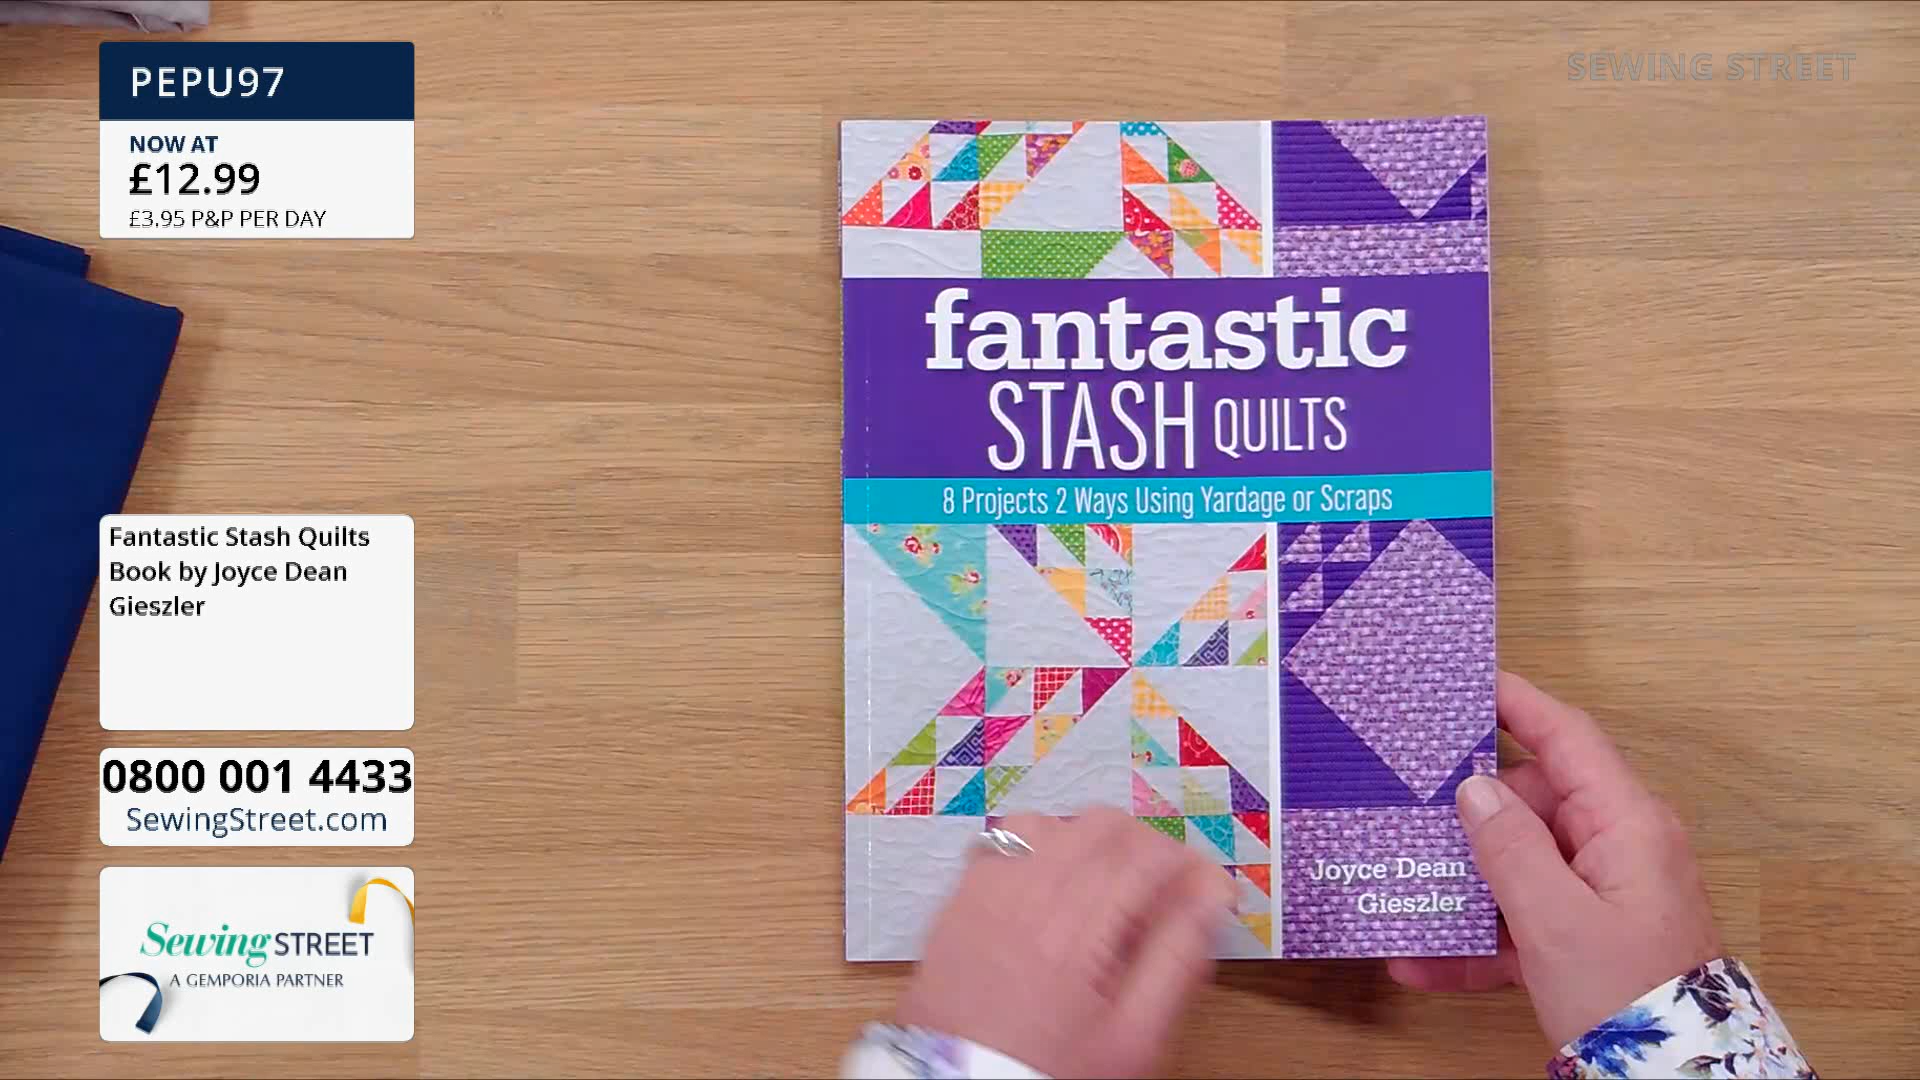 PEPU97
NOW AT
£12.99
£3.95 P&P PER DAY
SEWING STREET
fantastic
STASH QUILTS
8 Projects 2 Ways Using Yardage or Scraps
Joyce Dean
Gieszler
Fantastic Stash Quilts
Book by Joyce Dean
Gieszler
0800 001 4433
SewingStreet.com
Sewing STREET
A GEMPORIA PARTNER